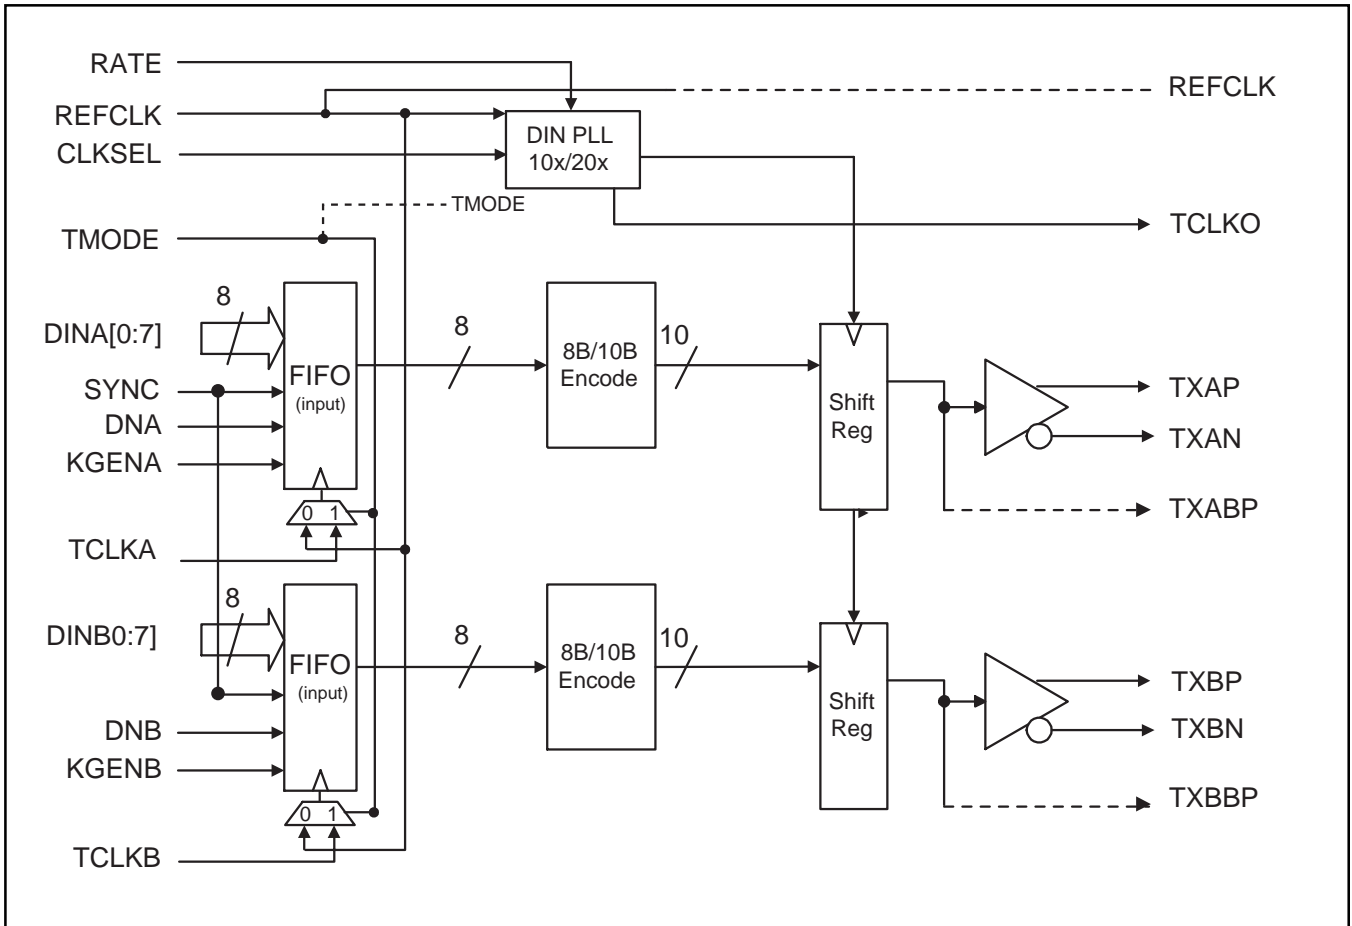 RATE
REFCLK
REFCLK
CLKSEL
DIN PLL
10x/20x
TMODE
TMODE
TCLKO
8
DINA[0:7]
SYNC
DNA
KGENA
FIFO
(input)
0 1
TCLKA
8
8B/10B
Encode
10
Shift
Reg
TXAP
TXAN
TXABP
8
DINB0:7]
DNB
KGENB
FIFO
(input)
0 1
TCLKB
8
8B/10B
Encode
10
Shift
Reg
TXBP
TXBN
TXBBP